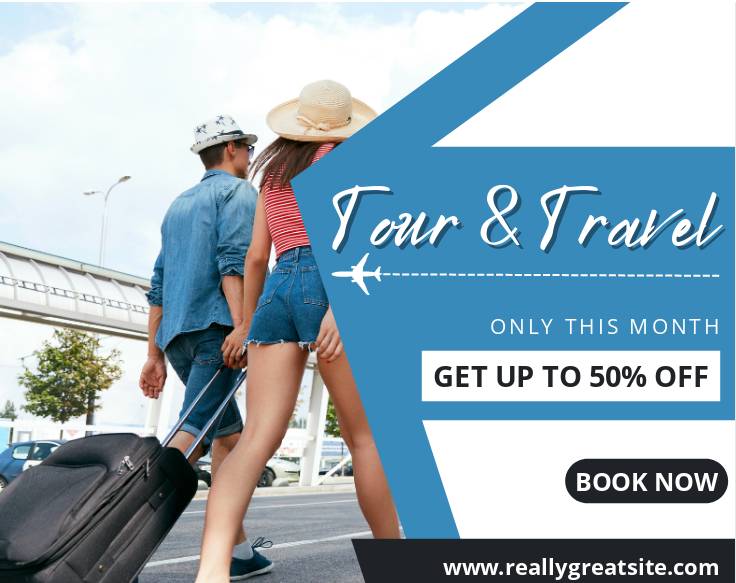 Tour & Travel
ONLY THIS MONTH
GET UP TO 50% OFF
BOOK NOW
www.reallygreatsite.com